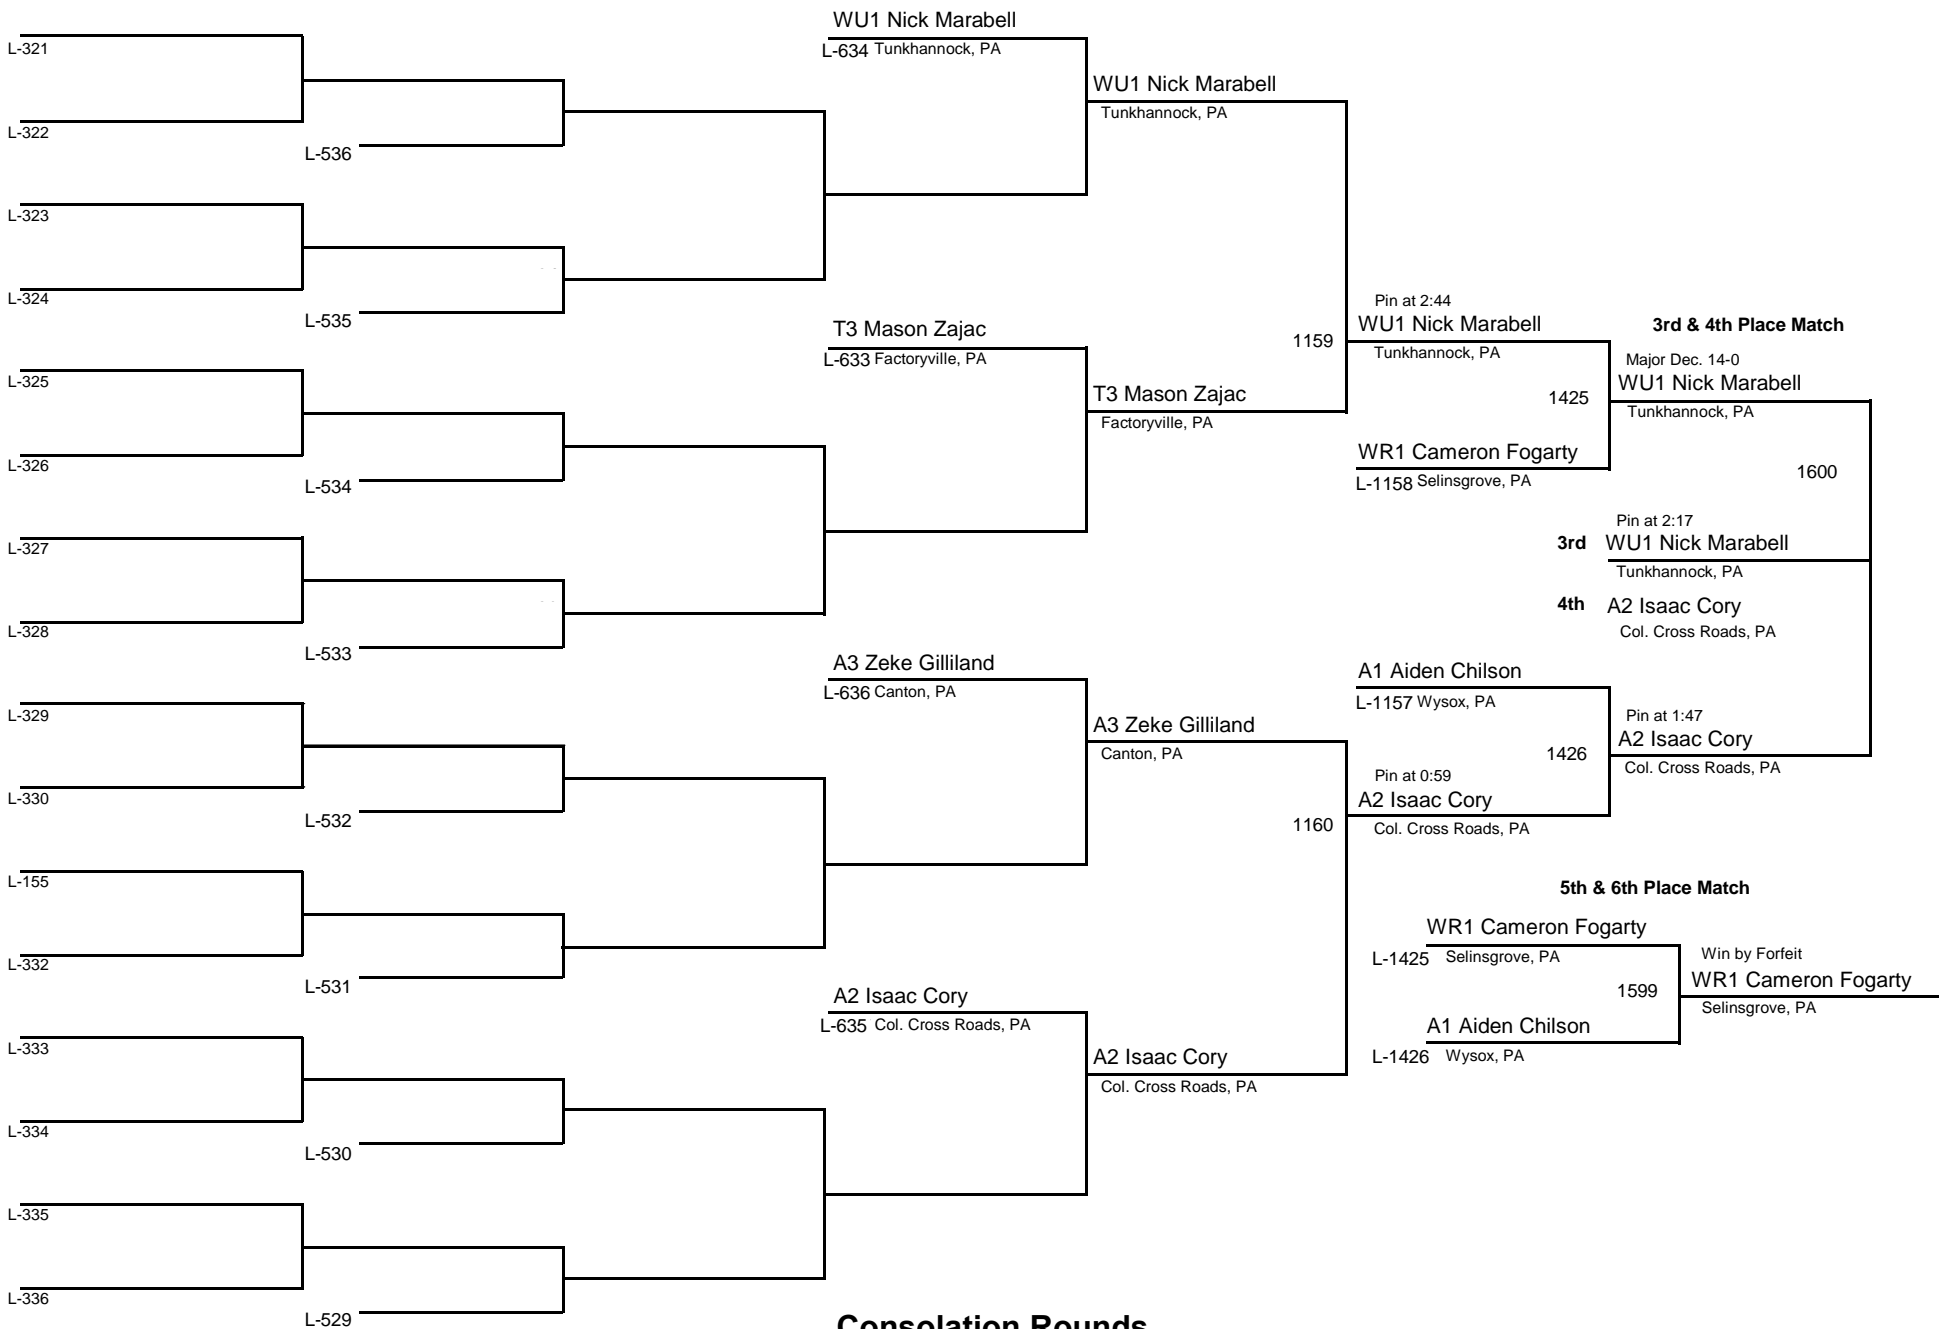 L-321
L-322
L-536
L-323
L-324
L-535
L-325
L-326
L-534
L-327
L-328
L-533
L-329
L-330
L-532
L-155
L-332
L-531
L-333
L-334
L-530
L-335
L-336
L-529
WU1 Nick Marabell
L-634 Tunkhannock, PA
T3 Mason Zajac
L-633 Factoryville, PA
A3 Zeke Gilliland
L-636 Canton, PA
A2 Isaac Cory
L-635 Col. Cross Roads, PA
WU1 Nick Marabell
Tunkhannock, PA
T3 Mason Zajac
Factoryville, PA
1159
A3 Zeke Gilliland
Canton, PA
A2 Isaac Cory
Col. Cross Roads, PA
1160
Pin at 2:44
WU1 Nick Marabell
Tunkhannock, PA
1425
WR1 Cameron Fogarty
L-1158 Selinsgrove, PA
A1 Aiden Chilson
L-1157 Wysox, PA
1426
Pin at 0:59
A2 Isaac Cory
Col. Cross Roads, PA
3rd & 4th Place Match
Major Dec. 14-0
WU1 Nick Marabell
Tunkhannock, PA
1600
Pin at 2:17
3rd WU1 Nick Marabell
Tunkhannock, PA
4th A2 Isaac Cory
Col. Cross Roads, PA
Pin at 1:47
A2 Isaac Cory
Col. Cross Roads, PA
5th & 6th Place Match
WR1 Cameron Fogarty
L-1425 Selinsgrove, PA
1599
A1 Aiden Chilson
L-1426 Wysox, PA
Win by Forfeit
WR1 Cameron Fogarty
Selinsgrove, PA
Consolation Rounds